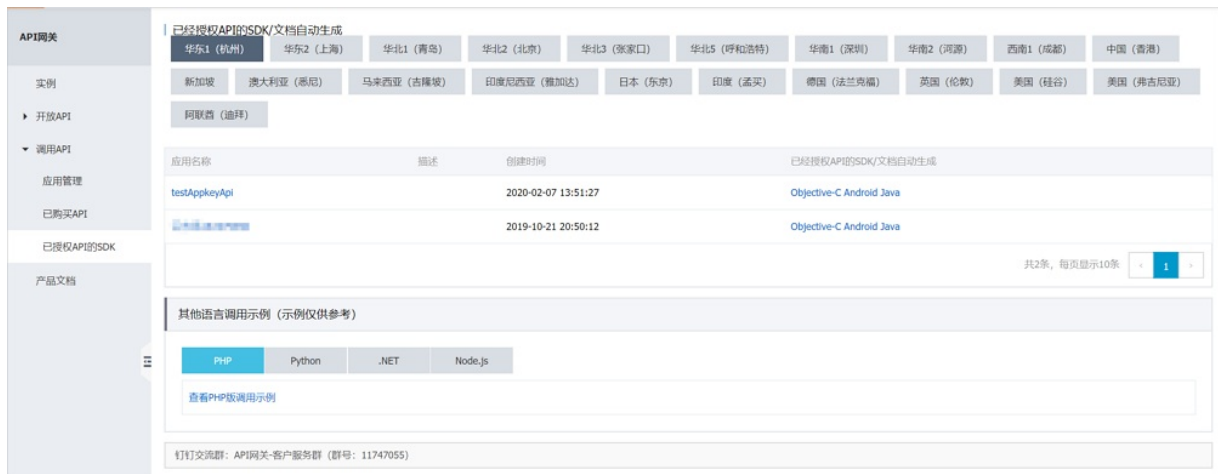 API网关
实例
开放API
调用API
应用管理
已购买API
已授权API的SDK
产品文档
已经授权API的SDK/文档自动生成
华东1（杭州） 华东2（上海） 华北1（青岛） 华北2（北京） 华北3（张家口） 华北5（呼和浩特） 华南1（深圳） 华南2（河源） 西南1（成都） 中国（香港）
新加坡 澳大利亚（悉尼） 马来西亚（吉隆坡） 印度尼西亚（雅加达） 日本（东京） 印度（孟买） 德国（法兰克福） 英国（伦敦） 美国（硅谷） 美国（弗吉尼亚）
阿联酋（迪拜）
应用名称 描述 创建时间 已经授权API的SDK/文档自动生成
testAppkeyApi 2020-02-07 13:51:27 Objective-C Android Java
2019-10-21 20:50:12 Objective-C Android Java
共2条，每页显示10条 ‹ 1 ›
其他语言调用示例（示例仅供参考）
PHP Python .NET Node.js
查看PHP版调用示例
钉钉交流群：API网关-客户服务群（群号：11747055）